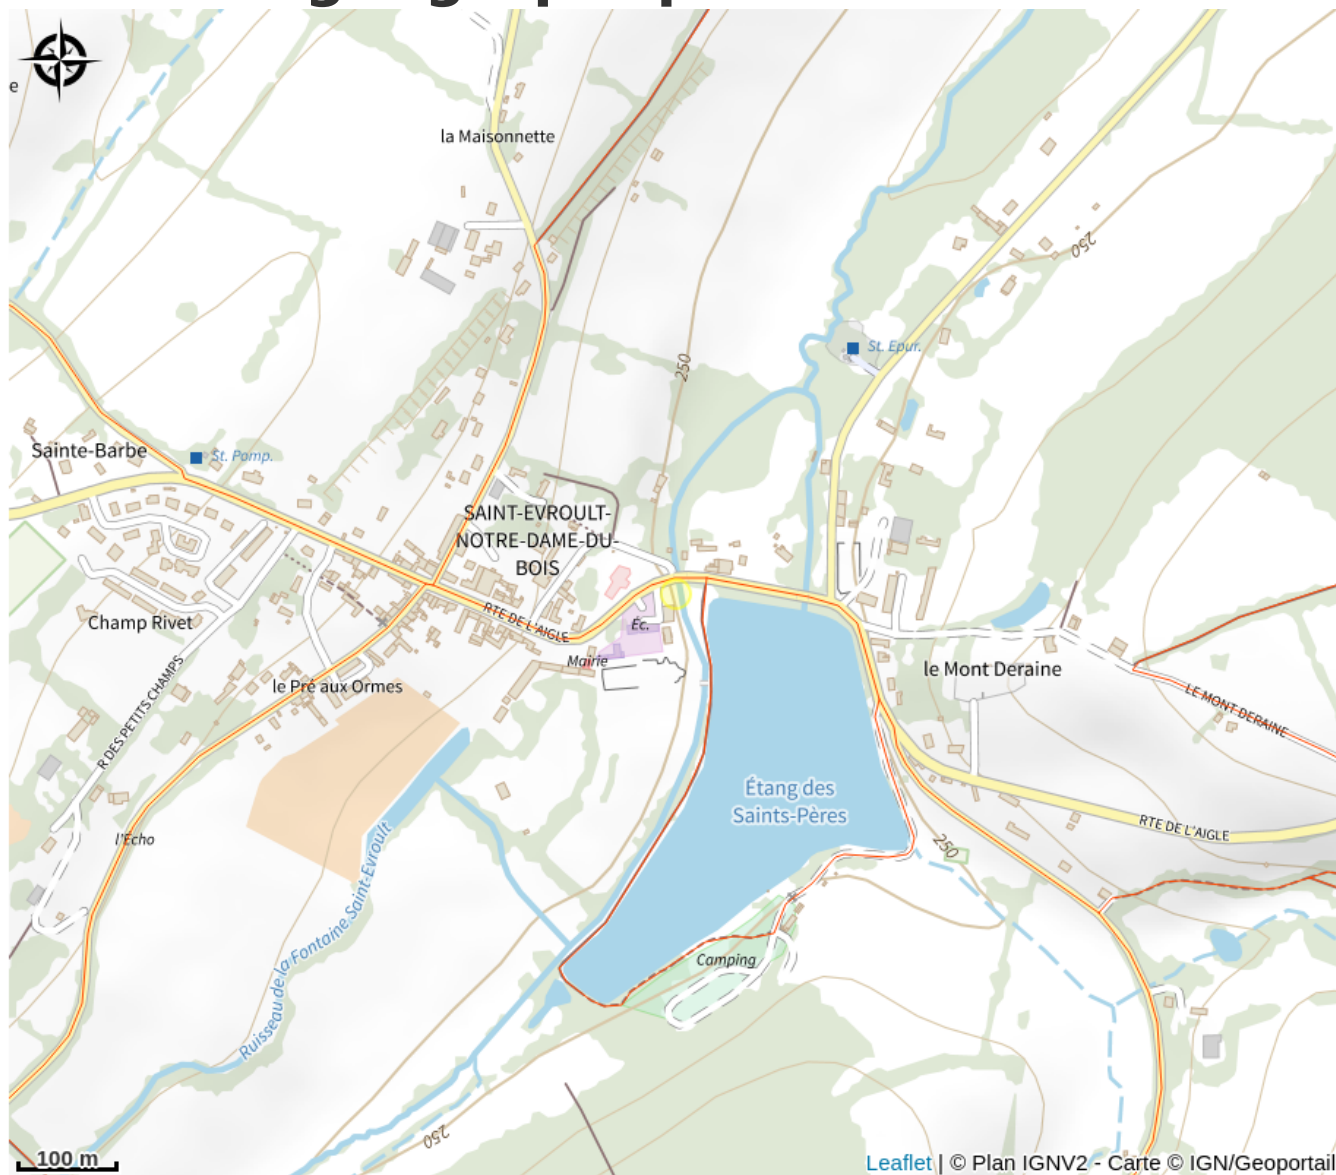 e
la Maisonnette
250
250
St. Epur.
Sainte-Barbe
St. Pomp.
SAINT-EVROULT-
NOTRE-DAME-DU-
BOIS
RTE DE L'AIGLE
Éc.
Champ Rivet
Mairie
le Pré aux Ormes
le Mont Deraine
R DES PETITS CHAMPS
LE MONT DERAINE
Étang des
Saints-Pères
RTE DE L'AIGLE
l'Echo
250
Ruisseau de la Fontaine Saint-Evroult
Camping
250
100 m
Leaflet | © Plan IGNV2 - Carte © IGN/Geoportail